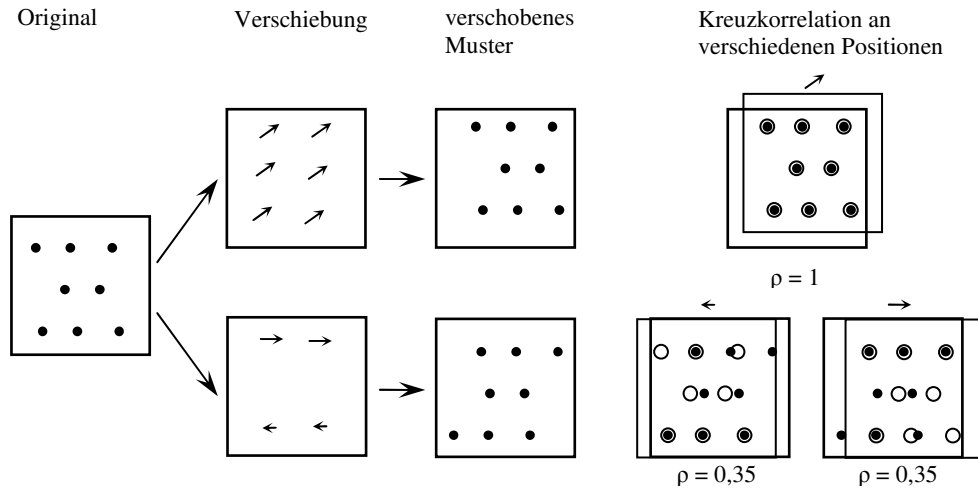 Original
Verschiebung
verschobenes
Muster
Kreuzkorrelation an
verschiedenen Positionen
ρ = 1
ρ = 0,35
ρ = 0,35